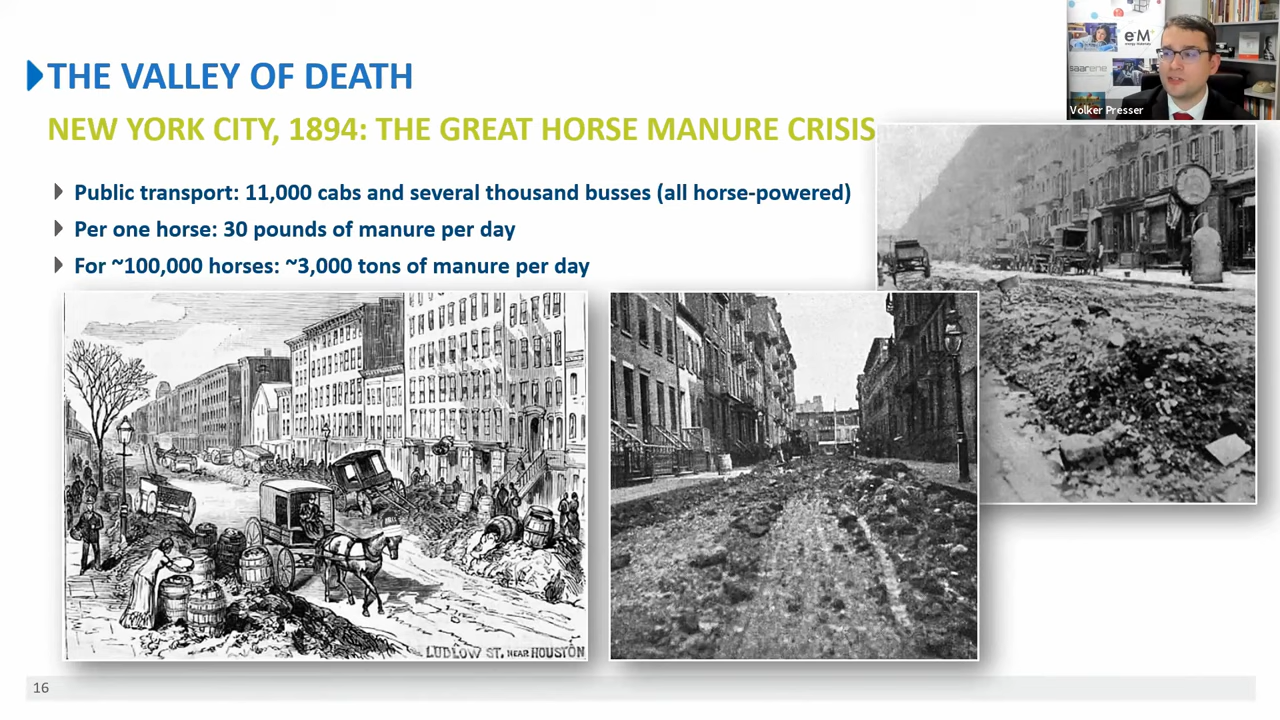 THE VALLEY OF DEATH
NEW YORK CITY, 1894: THE GREAT HORSE MANURE CRISIS
Public transport: 11,000 cabs and several thousand busses (all horse-powered)
Per one horse: 30 pounds of manure per day
For ~100,000 horses: ~3,000 tons of manure per day
LUDLOW ST. NEAR HOUSTON
16
e·M
saarene
Volker Presser